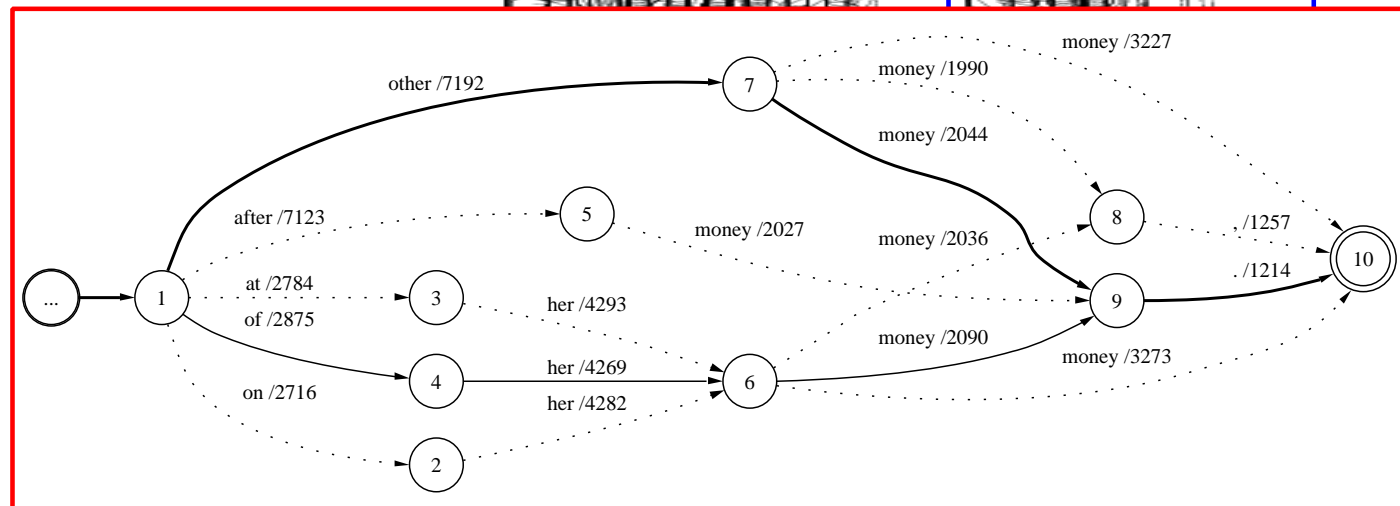 money /3227
other /7192
7
money /1990
money /2044
after /7123
5
money /2027
money /2036
8
, /1257
10
...
1
at /2784
3
her /4293
. /1214
9
of /2875
money /2090
4
her /4269
6
money /3273
on /2716
her /4282
2